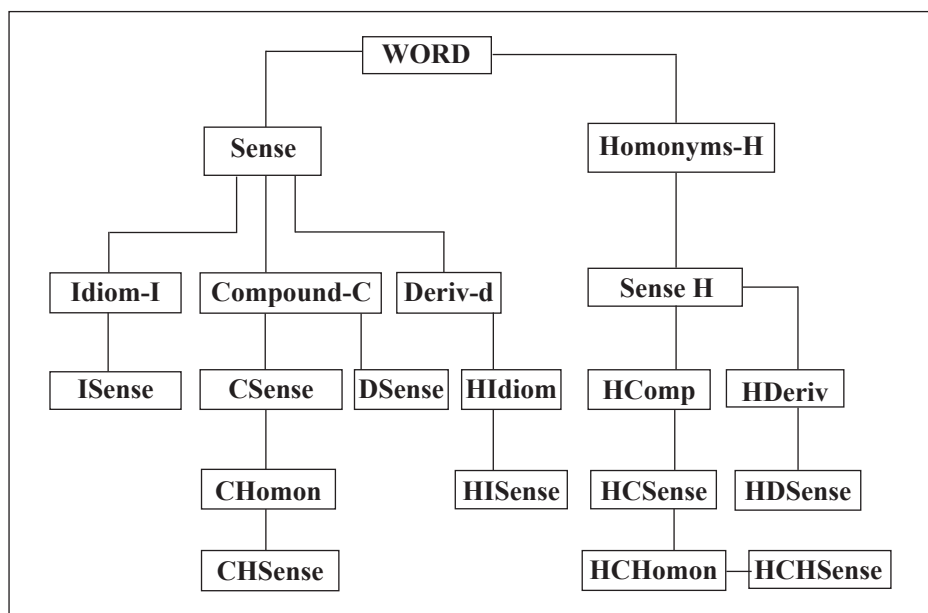 WORD
Sense
Homonyms-H
Idiom-I
Compound-C
Deriv-d
Sense H
ISense
CSense
DSense
HIdiom
HComp
HDeriv
CHomon
HISense
HCSense
HDSense
CHSense
HCHomon
HCHSense